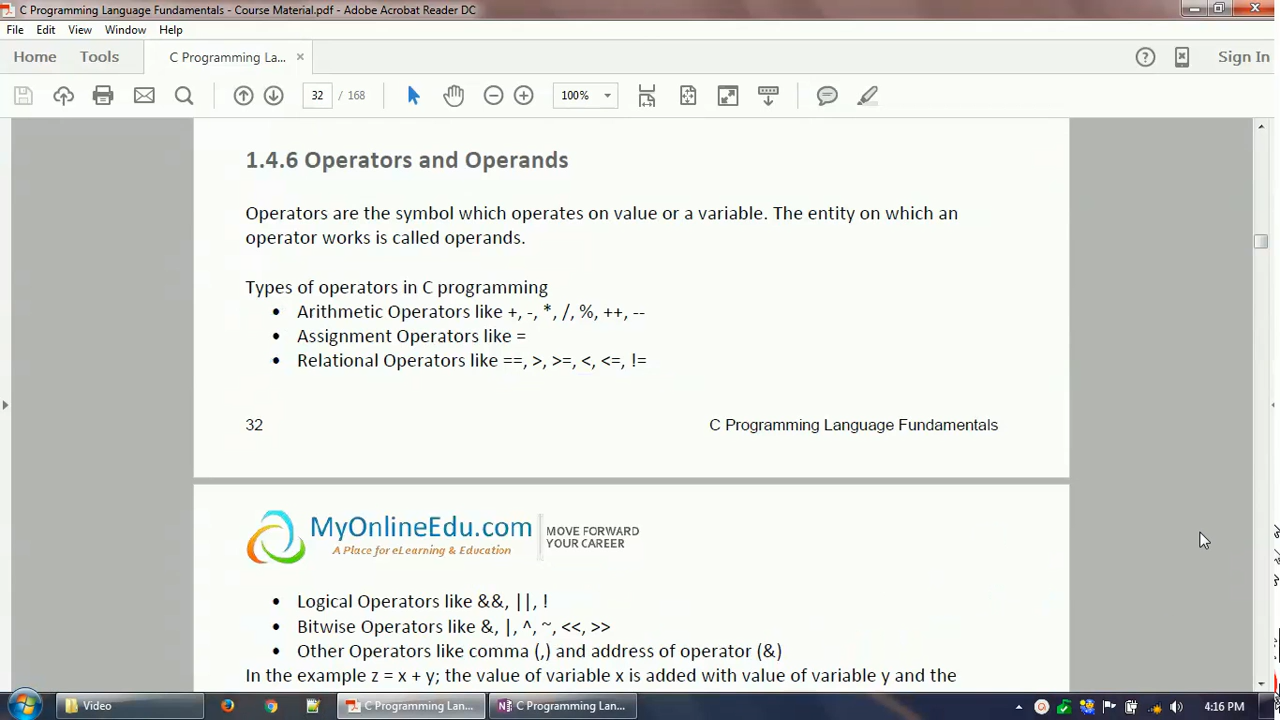 C Programming Language Fundamentals - Course Material.pdf - Adobe Acrobat Reader DC
File Edit View Window Help
Home Tools C Programming La... × Sign In
32 / 168 100%
1.4.6 Operators and Operands
Operators are the symbol which operates on value or a variable. The entity on which an
operator works is called operands.
Types of operators in C programming
• Arithmetic Operators like +, -, *, /, %, ++, --
• Assignment Operators like =
• Relational Operators like ==, >, >=, <, <=, !=
32 C Programming Language Fundamentals
MyOnlineEdu.com
A Place for eLearning & Education
MOVE FORWARD
YOUR CAREER
• Logical Operators like &&, ||, !
• Bitwise Operators like &, |, ^, ~, <<, >>
• Other Operators like comma (,) and address of operator (&)
In the example z = x + y; the value of variable x is added with value of variable y and the
Video C Programming Lan... C Programming Lan... 4:16 PM